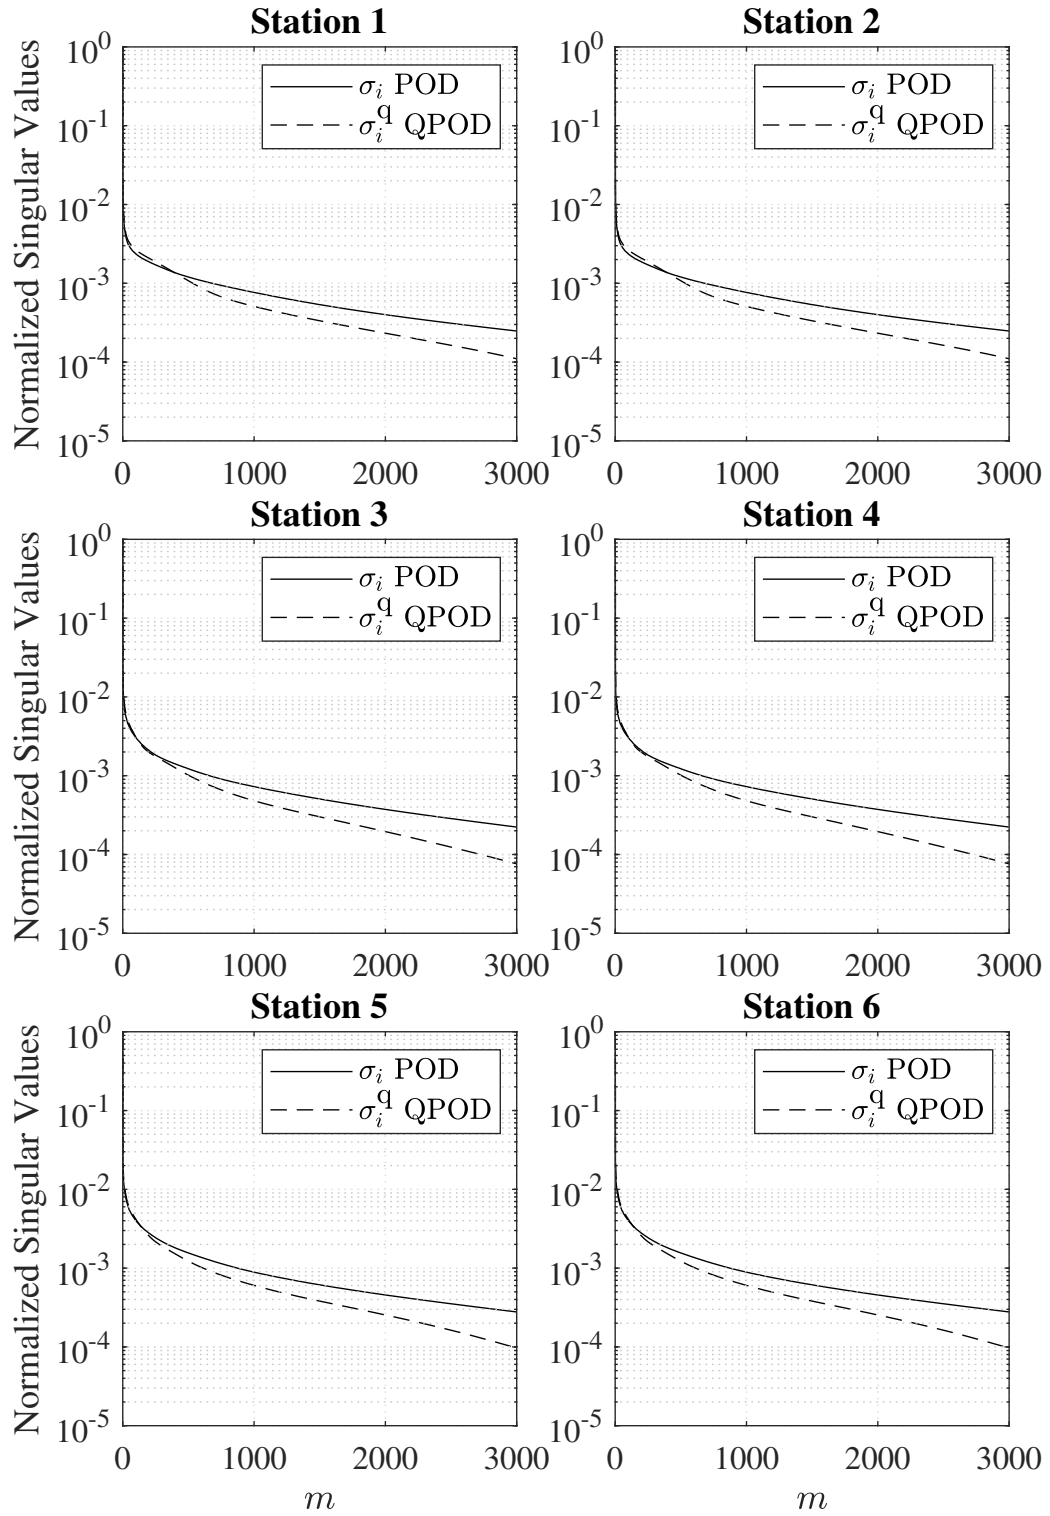 Station 1
Normalized Singular Values
10^0
10^-1
10^-2
10^-3
10^-4
10^-5
σ_i POD
σ_i^q QPOD
0 1000 2000 3000
Station 2
10^0
10^-1
10^-2
10^-3
10^-4
10^-5
σ_i POD
σ_i^q QPOD
0 1000 2000 3000
Station 3
Normalized Singular Values
10^0
10^-1
10^-2
10^-3
10^-4
10^-5
σ_i POD
σ_i^q QPOD
0 1000 2000 3000
Station 4
10^0
10^-1
10^-2
10^-3
10^-4
10^-5
σ_i POD
σ_i^q QPOD
0 1000 2000 3000
Station 5
Normalized Singular Values
10^0
10^-1
10^-2
10^-3
10^-4
10^-5
σ_i POD
σ_i^q QPOD
0 1000 2000 3000
m
Station 6
10^0
10^-1
10^-2
10^-3
10^-4
10^-5
σ_i POD
σ_i^q QPOD
0 1000 2000 3000
m